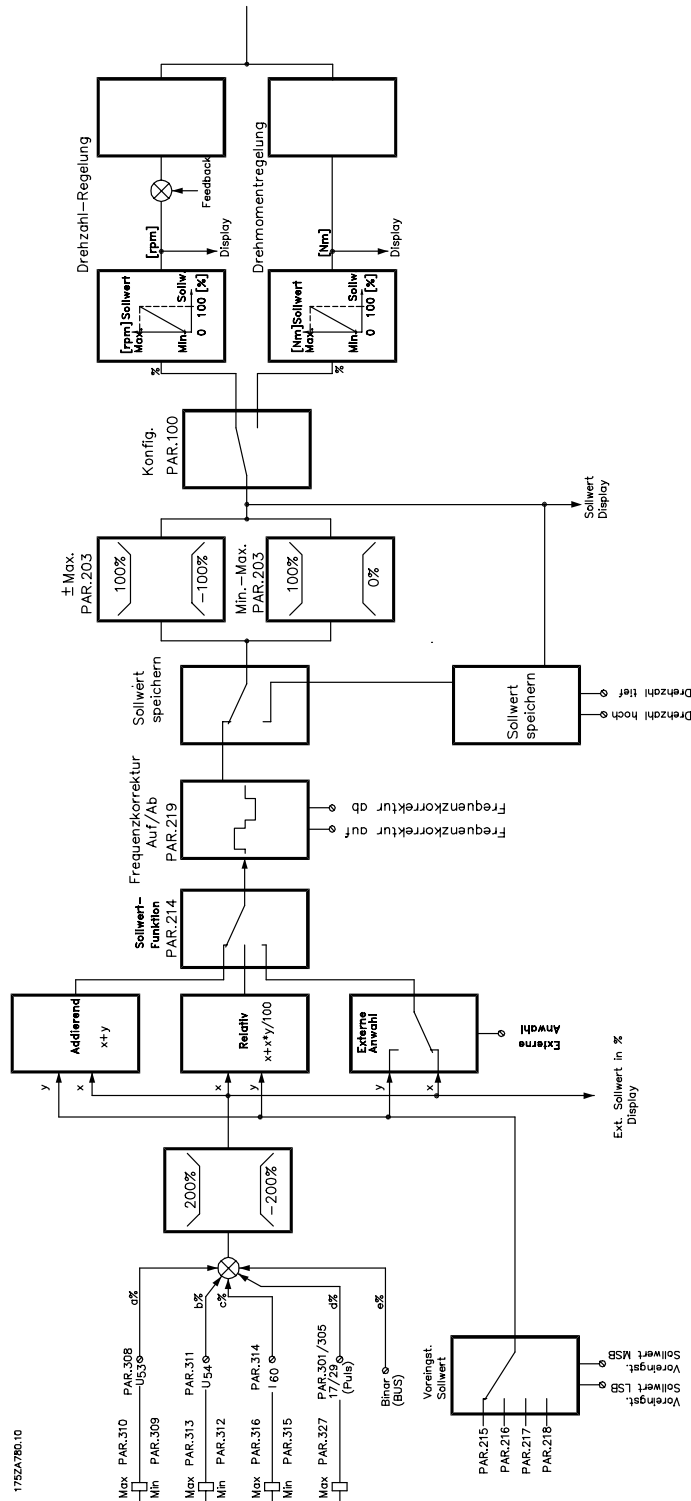 175ZA780.10
Max PAR.310
PAR.308
Min PAR.309
U53
a%
Max PAR.313
PAR.311
Min PAR.312
U54
b%
Max PAR.316
PAR.314
Min PAR.315
I 60
c%
PAR.327
PAR.301/305
17/29
(Puls)
d%
Binar
(BUS)
e%
200%
-200%
PAR.215
PAR.216
PAR.217
PAR.218
Voreingst.
Sollwert
Voreingst.
Sollwert LSB
Voreingst.
Sollwert MSB
y
x
Addierend
x+y
x
y
Relativ
x+x*y/100
y
x
Externe
Anwahl
Externe
Anwahl
Ext. Sollwert in %
Display
Sollwert-
Funktion
PAR.214
Frequenzkorrektur
Auf/Ab
PAR.219
Frequenzkorrektur auf
Frequenzkorrektur ab
Sollwert
speichern
Sollwert
speichern
Drehzahl hoch
Drehzahl tief
±Max.
PAR.203
100%
-100%
Min.-Max.
PAR.203
100%
0%
Sollwert
Display
Konfig.
PAR.100
%
%
[rpm]Sollwert
Max.
Min.
Sollw.
0 100 [%]
[Nm]Sollwert
Max.
Min.
Sollw
0 100 [%]
Drehzahl-Regelung
[rpm]
Display
Feedback
Drehmomentregelung
[Nm]
Display